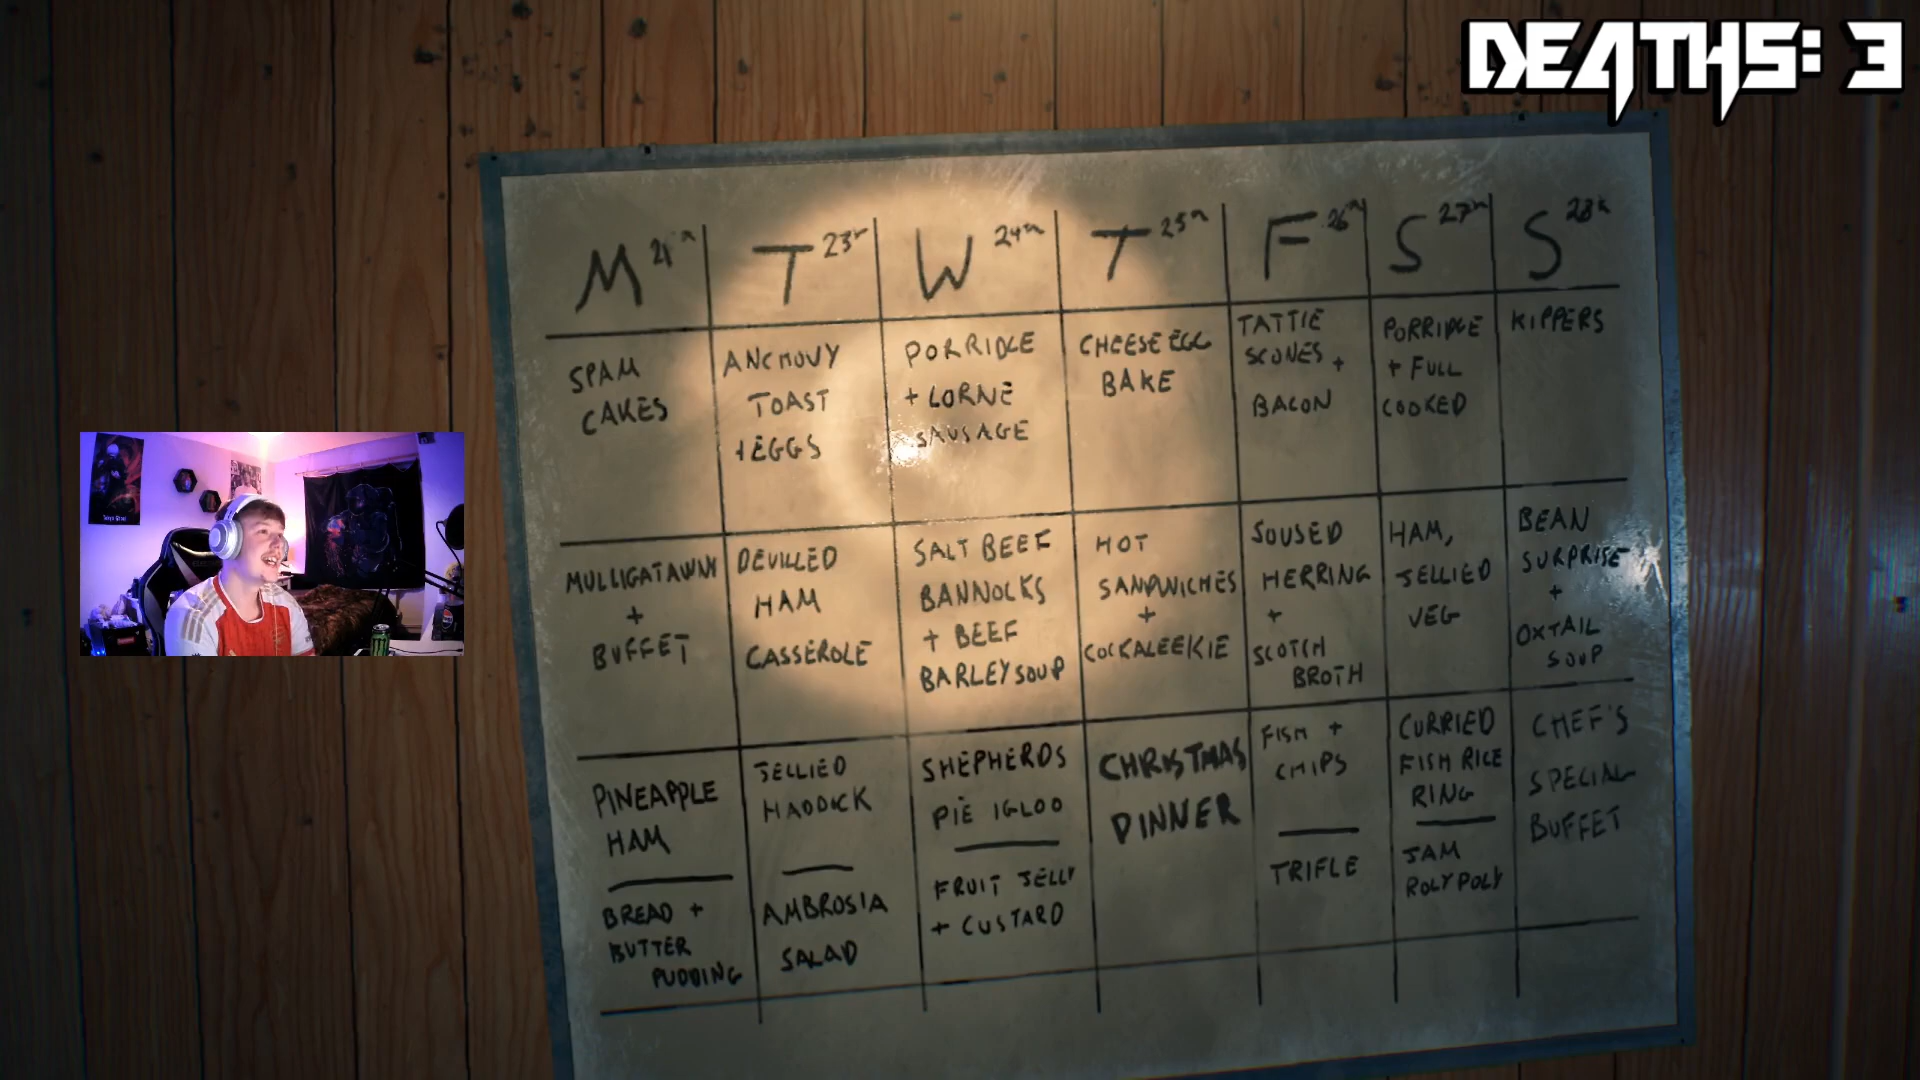 DEATHS: 3
M 21st
T 23r
W 24th
T 25th
F 26th
S 27th
S 28th
SPAM
CAKES
ANCHOVY
TOAST
+EGGS
PORRIDGE
+ LORNE
SAUSAGE
CHEESE EGG
BAKE
TATTIE
SCONES +
BACON
PORRIDGE
+ FULL
COOKED
KIPPERS
MULLIGATAWNY
+
BUFFET
DEVILLED
HAM
CASSEROLE
SALT BEEF
BANNOCKS
+ BEEF
BARLEY SOUP
HOT
SANDWICHES
+
COCKALEEKIE
SOUSED
HERRING
+
SCOTCH
BROTH
HAM,
JELLIED
VEG
BEAN
SURPRISE
+
OXTAIL
SOUP
PINEAPPLE
HAM
BREAD +
BUTTER
PUDDING
JELLIED
HADDICK
AMBROSIA
SALAD
SHEPHERDS
PIE IGLOO
FRUIT JELLY
+ CUSTARD
CHRISTMAS
DINNER
FISH +
CHIPS
TRIFLE
CURRIED
FISH RICE
RING
JAM
ROLY POLY
CHEF'S
SPECIAL
BUFFET